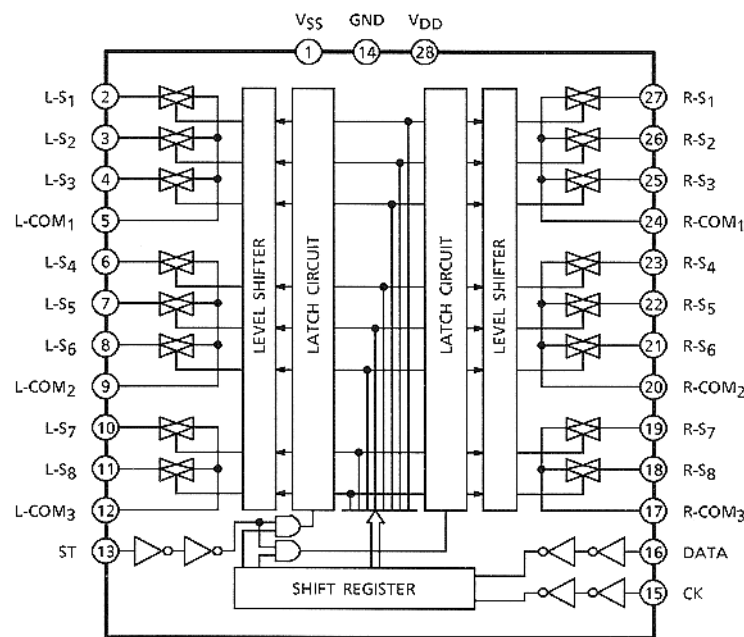 VSS GND VDD
1 14 28
L-S1 2 27 R-S1
L-S2 3 26 R-S2
L-S3 4 25 R-S3
L-COM1 5 24 R-COM1
L-S4 6 23 R-S4
L-S5 7 22 R-S5
L-S6 8 21 R-S6
L-COM2 9 20 R-COM2
L-S7 10 19 R-S7
L-S8 11 18 R-S8
L-COM3 12 17 R-COM3
ST 13 16 DATA
15 CK
LEVEL SHIFTER
LATCH CIRCUIT
LATCH CIRCUIT
LEVEL SHIFTER
SHIFT REGISTER